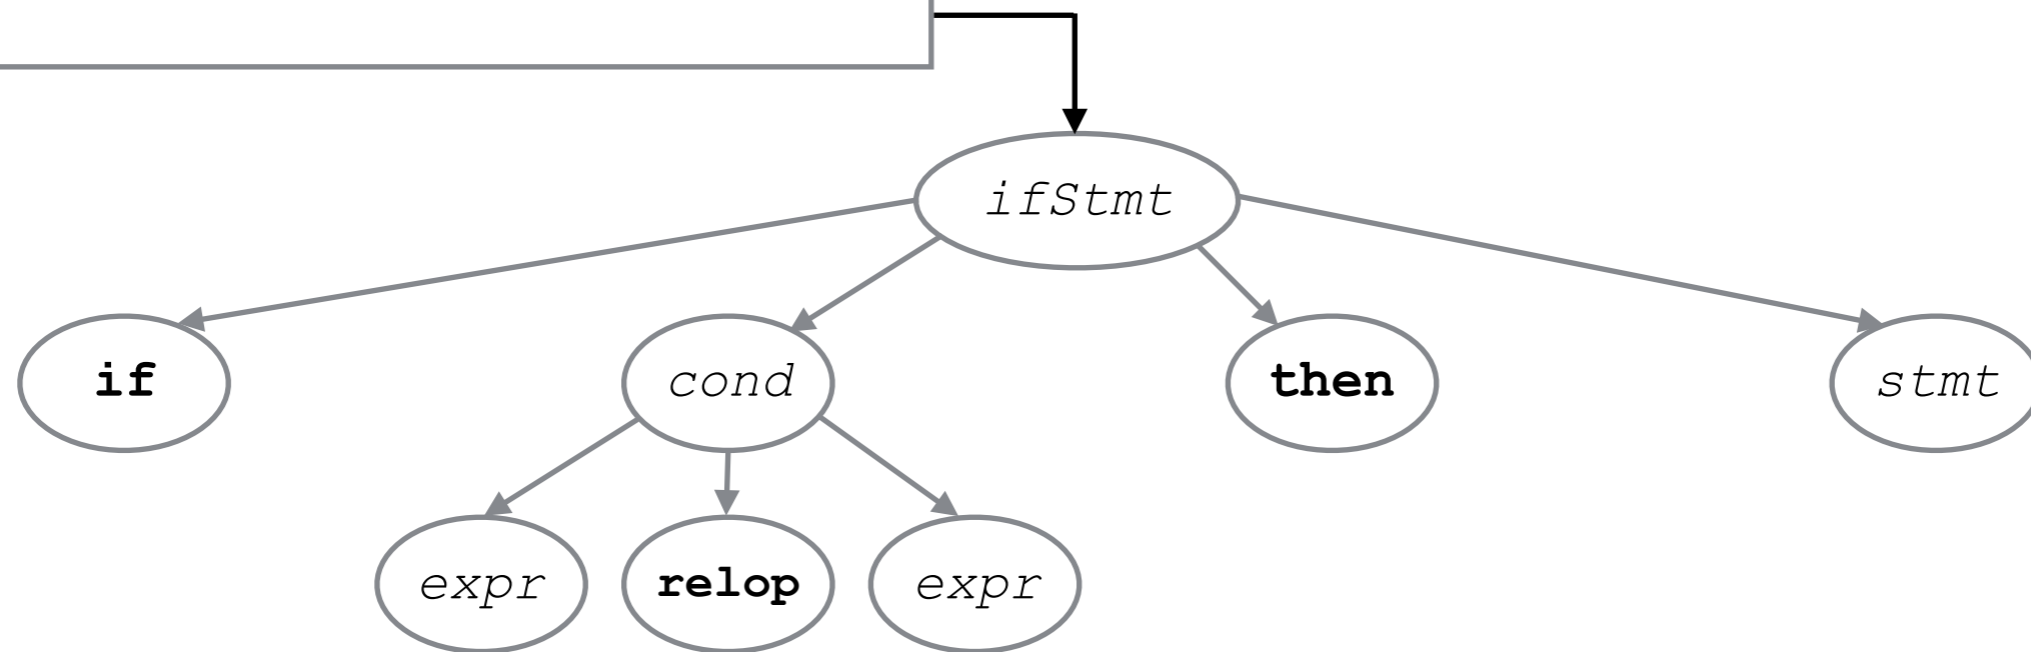 ifStmt
if
cond
then
stmt
expr
relop
expr